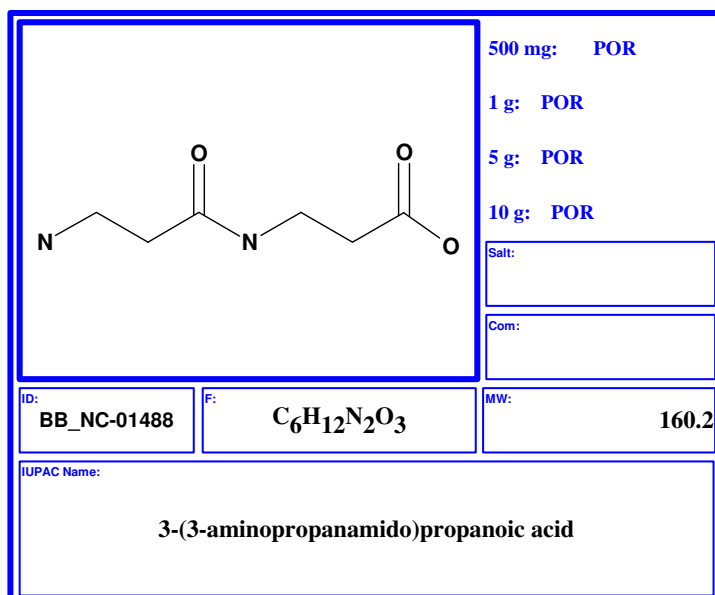 500 mg: POR
1 g: POR
5 g: POR
10 g: POR
O
O
N
N
O
Salt:
Com:
ID:
BB_NC-01488
F:
C6H12N2O3
MW:
160.2
IUPAC Name:
3-(3-aminopropanamido)propanoic acid